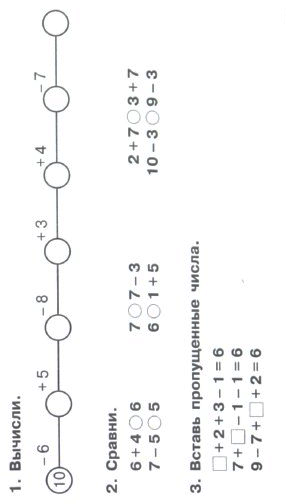 1. Вычисли.
10 − 6 + 5 − 8 + 3 + 4 − 7
2. Сравни.
6 + 4 ○ 6 7 ○ 7 − 3 2 + 7 ○ 3 + 7
7 − 5 ○ 5 6 ○ 1 + 5 10 − 3 ○ 9 − 3
3. Вставь пропущенные числа.
□ + 2 + 3 − 1 = 6
7 + □ − 1 − 1 = 6
9 − 7 + □ + 2 = 6